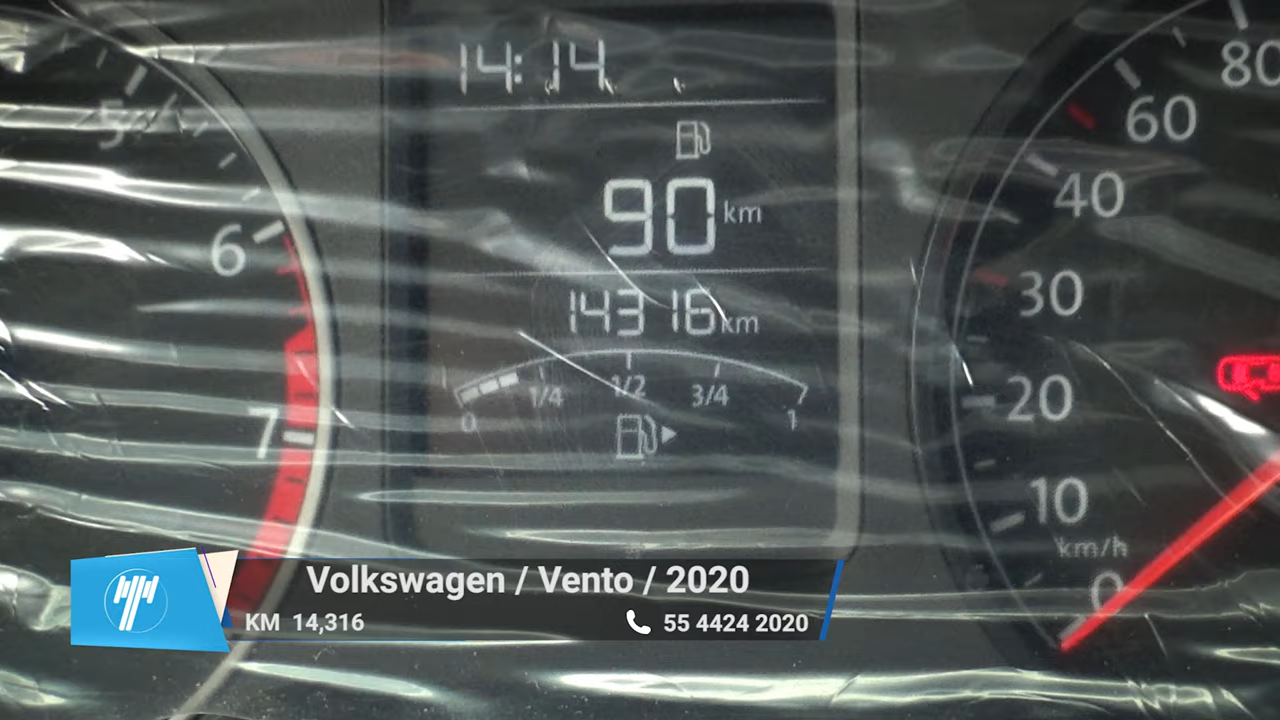 14:14
5
6
7
90 km
14316 km
0 1/4 1/2 3/4 1
80
60
40
30
20
10
km/h
0
Volkswagen / Vento / 2020
KM 14,316
55 4424 2020